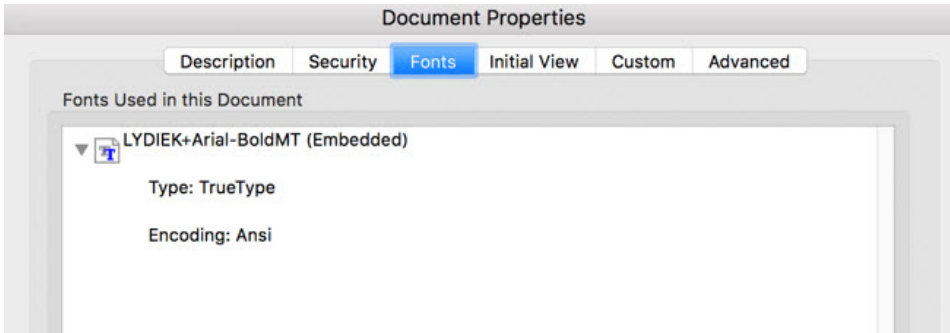 Document Properties
Description Security Fonts Initial View Custom Advanced
Fonts Used in this Document
LYDIEK+Arial-BoldMT (Embedded)
Type: TrueType
Encoding: Ansi